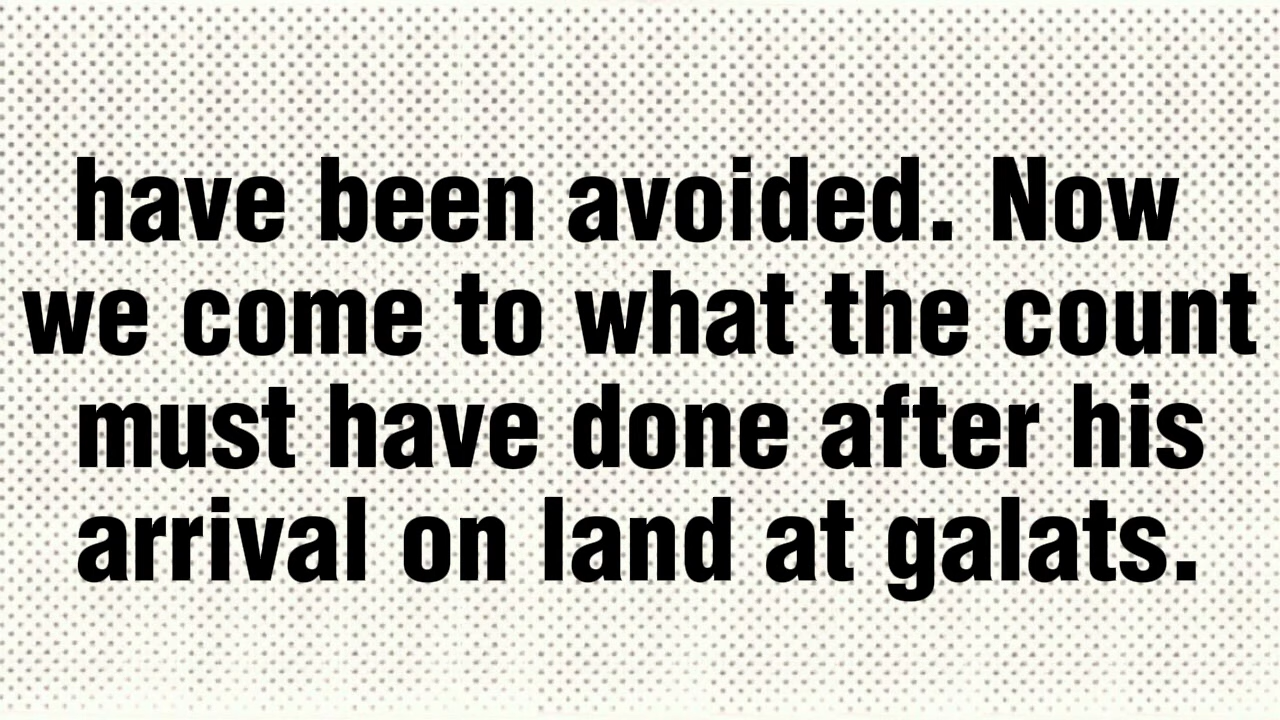 have been avoided. Now
we come to what the count
must have done after his
arrival on land at galats.